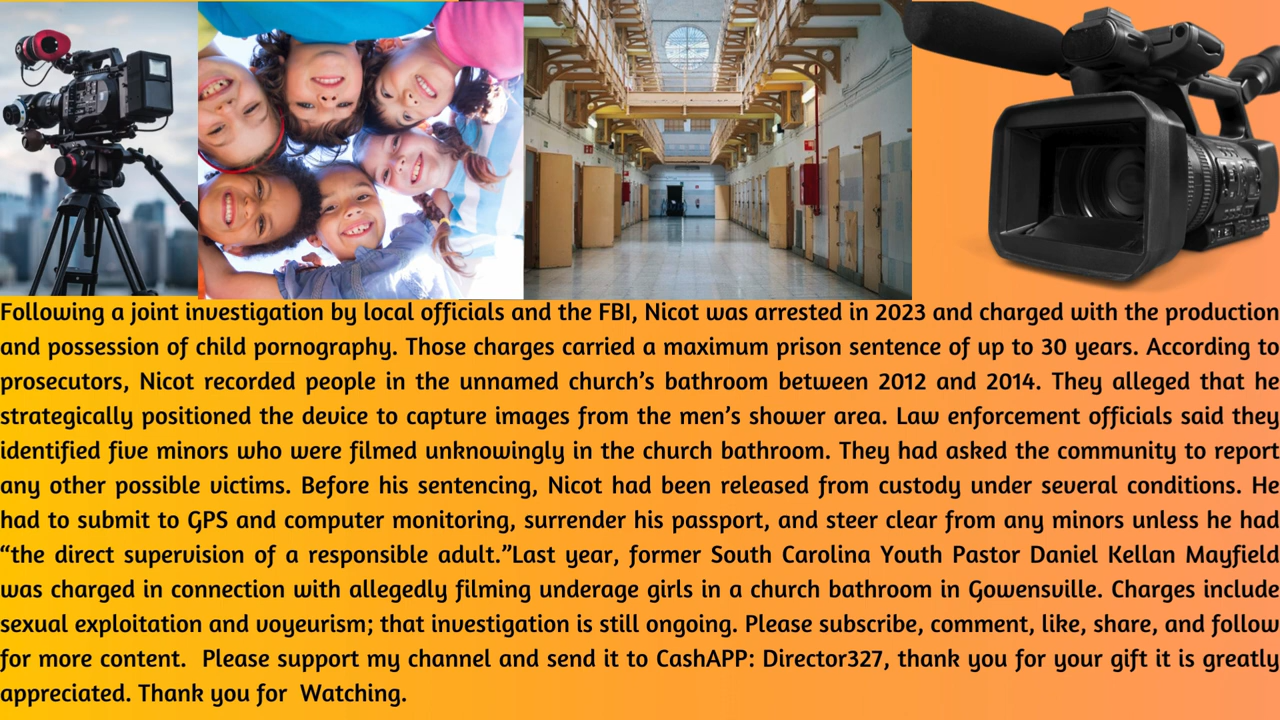 Following a joint investigation by local officials and the FBI, Nicot was arrested in 2023 and charged with the production
and possession of child pornography. Those charges carried a maximum prison sentence of up to 30 years. According to
prosecutors, Nicot recorded people in the unnamed church's bathroom between 2012 and 2014. They alleged that he
strategically positioned the device to capture images from the men's shower area. Law enforcement officials said they
identified five minors who were filmed unknowingly in the church bathroom. They had asked the community to report
any other possible victims. Before his sentencing, Nicot had been released from custody under several conditions. He
had to submit to GPS and computer monitoring, surrender his passport, and steer clear from any minors unless he had
“the direct supervision of a responsible adult.”Last year, former South Carolina Youth Pastor Daniel Kellan Mayfield
was charged in connection with allegedly filming underage girls in a church bathroom in Gowensville. Charges include
sexual exploitation and voyeurism; that investigation is still ongoing. Please subscribe, comment, like, share, and follow
for more content.  Please support my channel and send it to CashAPP: Director327, thank you for your gift it is greatly
appreciated. Thank you for  Watching.